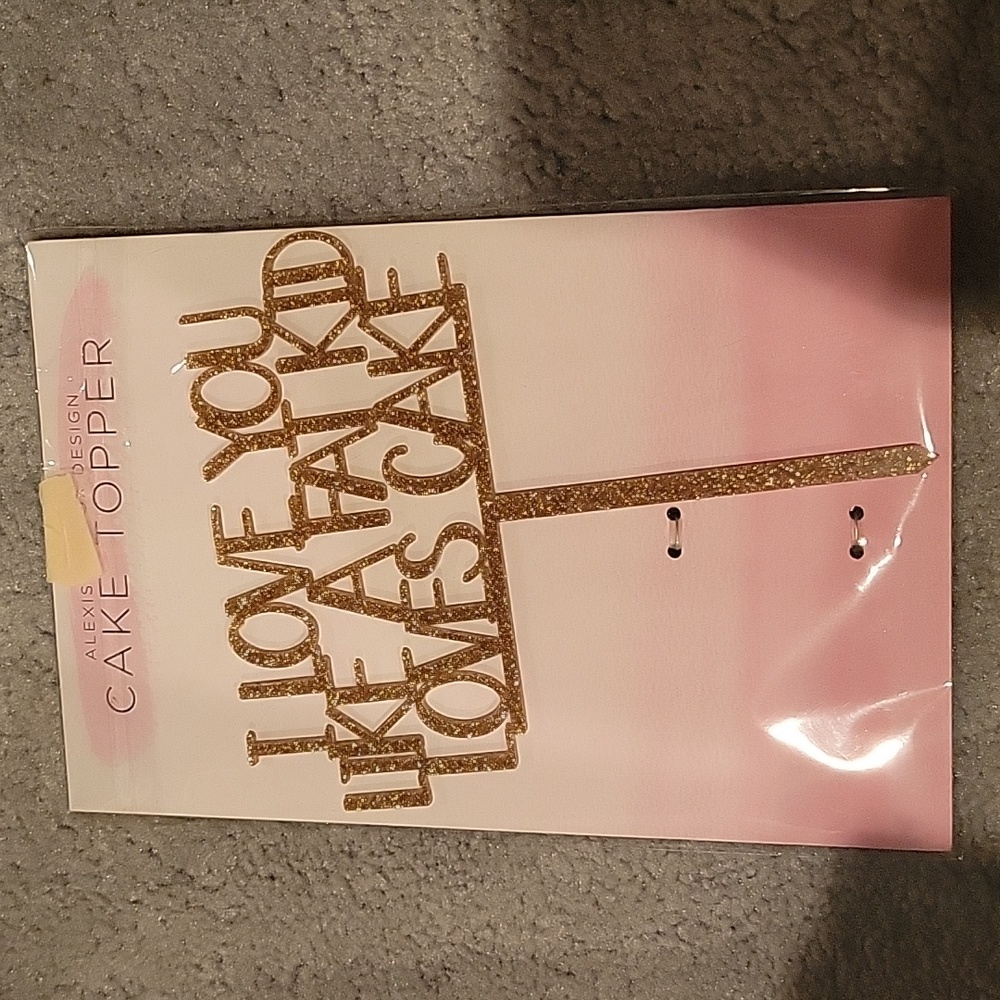 ALEXIS DESIGN
CAKE TOPPER
I LOVE YOU
LIKE A FAT KID
LOVES CAKE